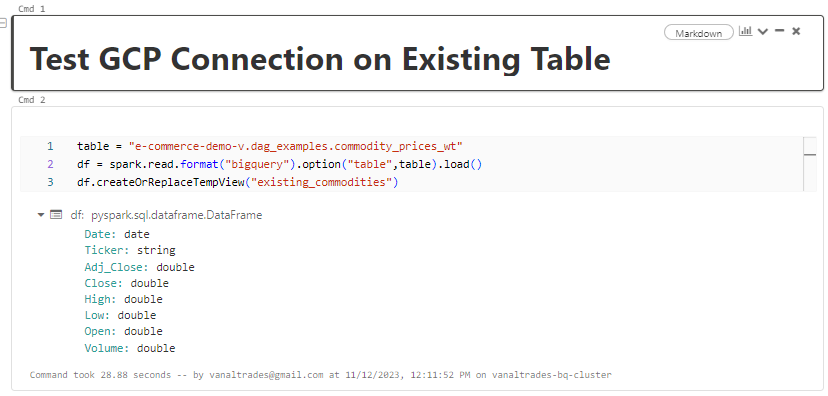 Cmd 1
Markdown
Test GCP Connection on Existing Table
Cmd 2
1 table = "e-commerce-demo-v.dag_examples.commodity_prices_wt"
2 df = spark.read.format("bigquery").option("table",table).load()
3 df.createOrReplaceTempView("existing_commodities")
df: pyspark.sql.dataframe.DataFrame
Date: date
Ticker: string
Adj_Close: double
Close: double
High: double
Low: double
Open: double
Volume: double
Command took 28.88 seconds -- by vanaltrades@gmail.com at 11/12/2023, 12:11:52 PM on vanaltrades-bq-cluster